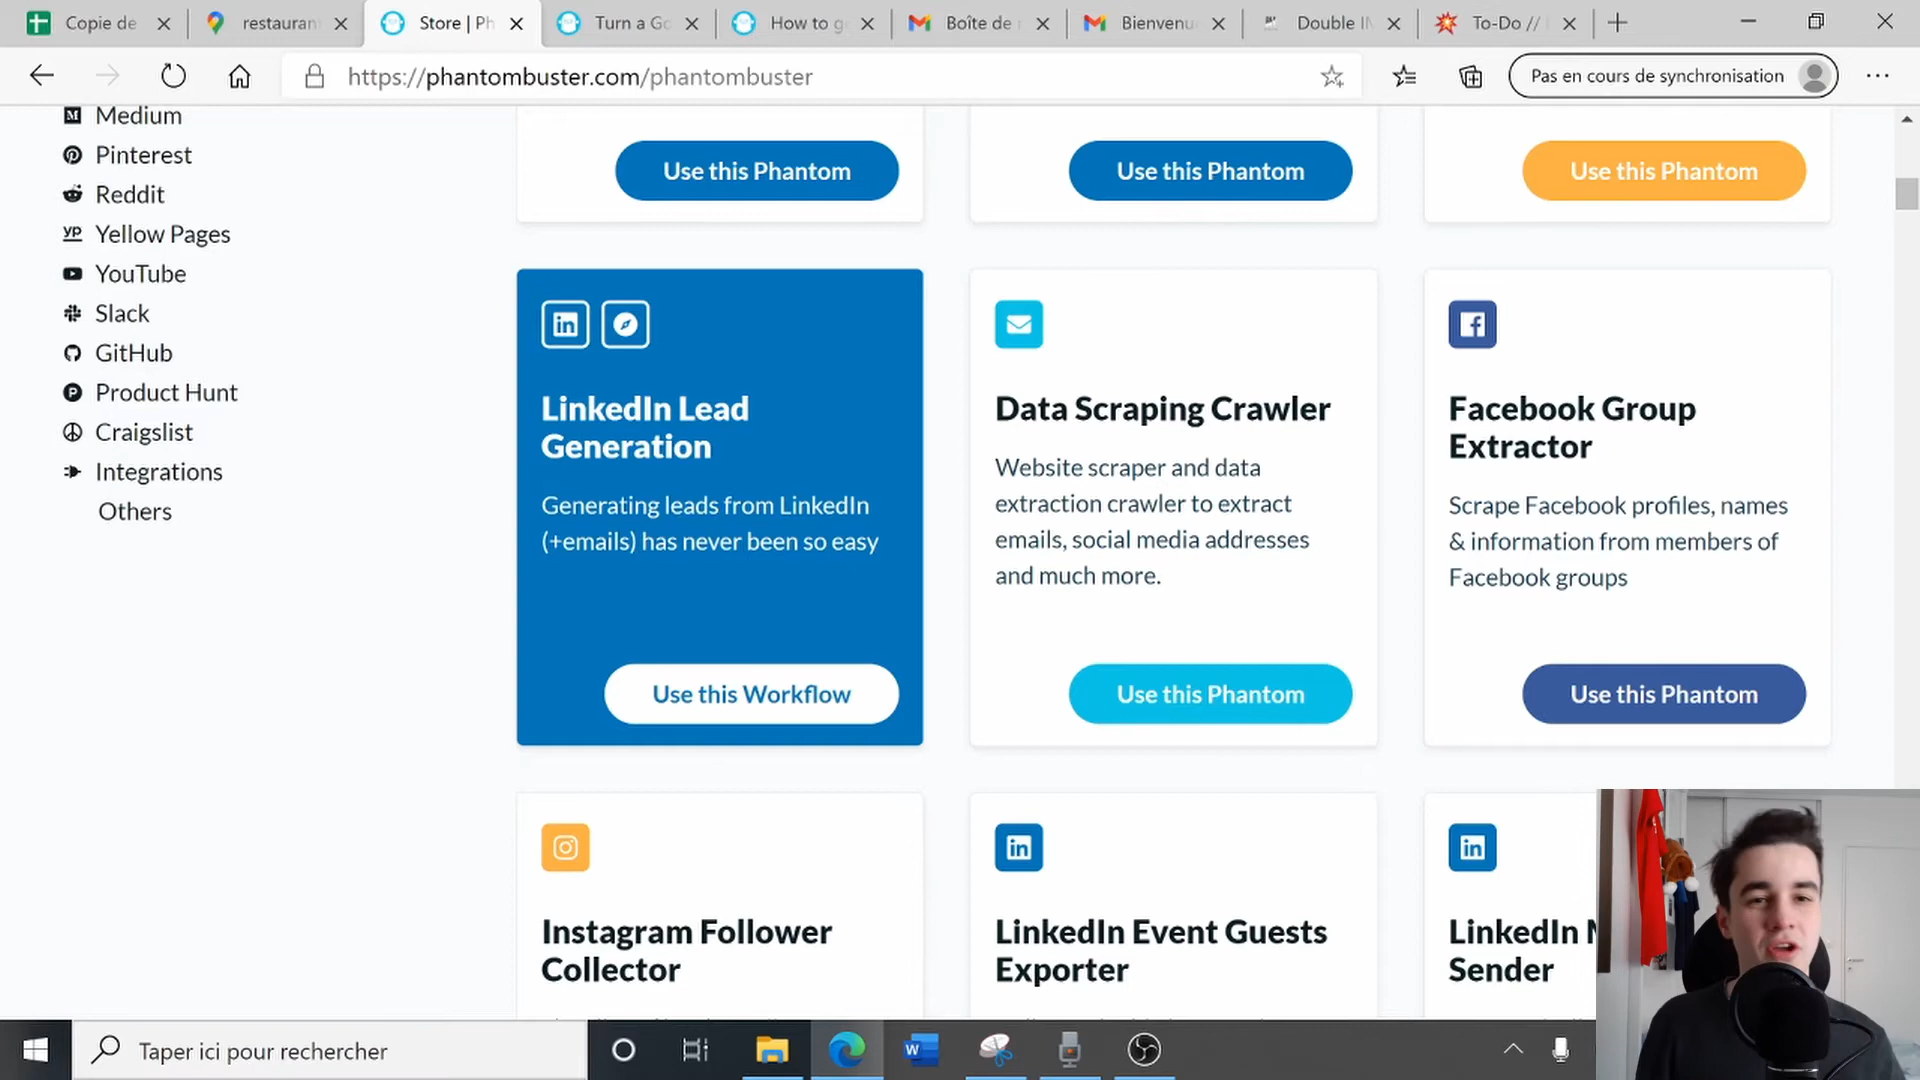 Copie de
restauran
Store | Ph
Turn a Go
How to g
Boîte de
Bienvenu
Double I
To-Do //
https://phantombuster.com/phantombuster
Pas en cours de synchronisation
Medium
Pinterest
Reddit
Yellow Pages
YouTube
Slack
GitHub
Product Hunt
Craigslist
Integrations
Others
Use this Phantom
Use this Phantom
Use this Phantom
LinkedIn Lead
Generation
Generating leads from LinkedIn
(+emails) has never been so easy
Use this Workflow
Data Scraping Crawler
Website scraper and data
extraction crawler to extract
emails, social media addresses
and much more.
Use this Phantom
Facebook Group
Extractor
Scrape Facebook profiles, names
& information from members of
Facebook groups
Use this Phantom
Instagram Follower
Collector
LinkedIn Event Guests
Exporter
LinkedIn
Sender
Taper ici pour rechercher